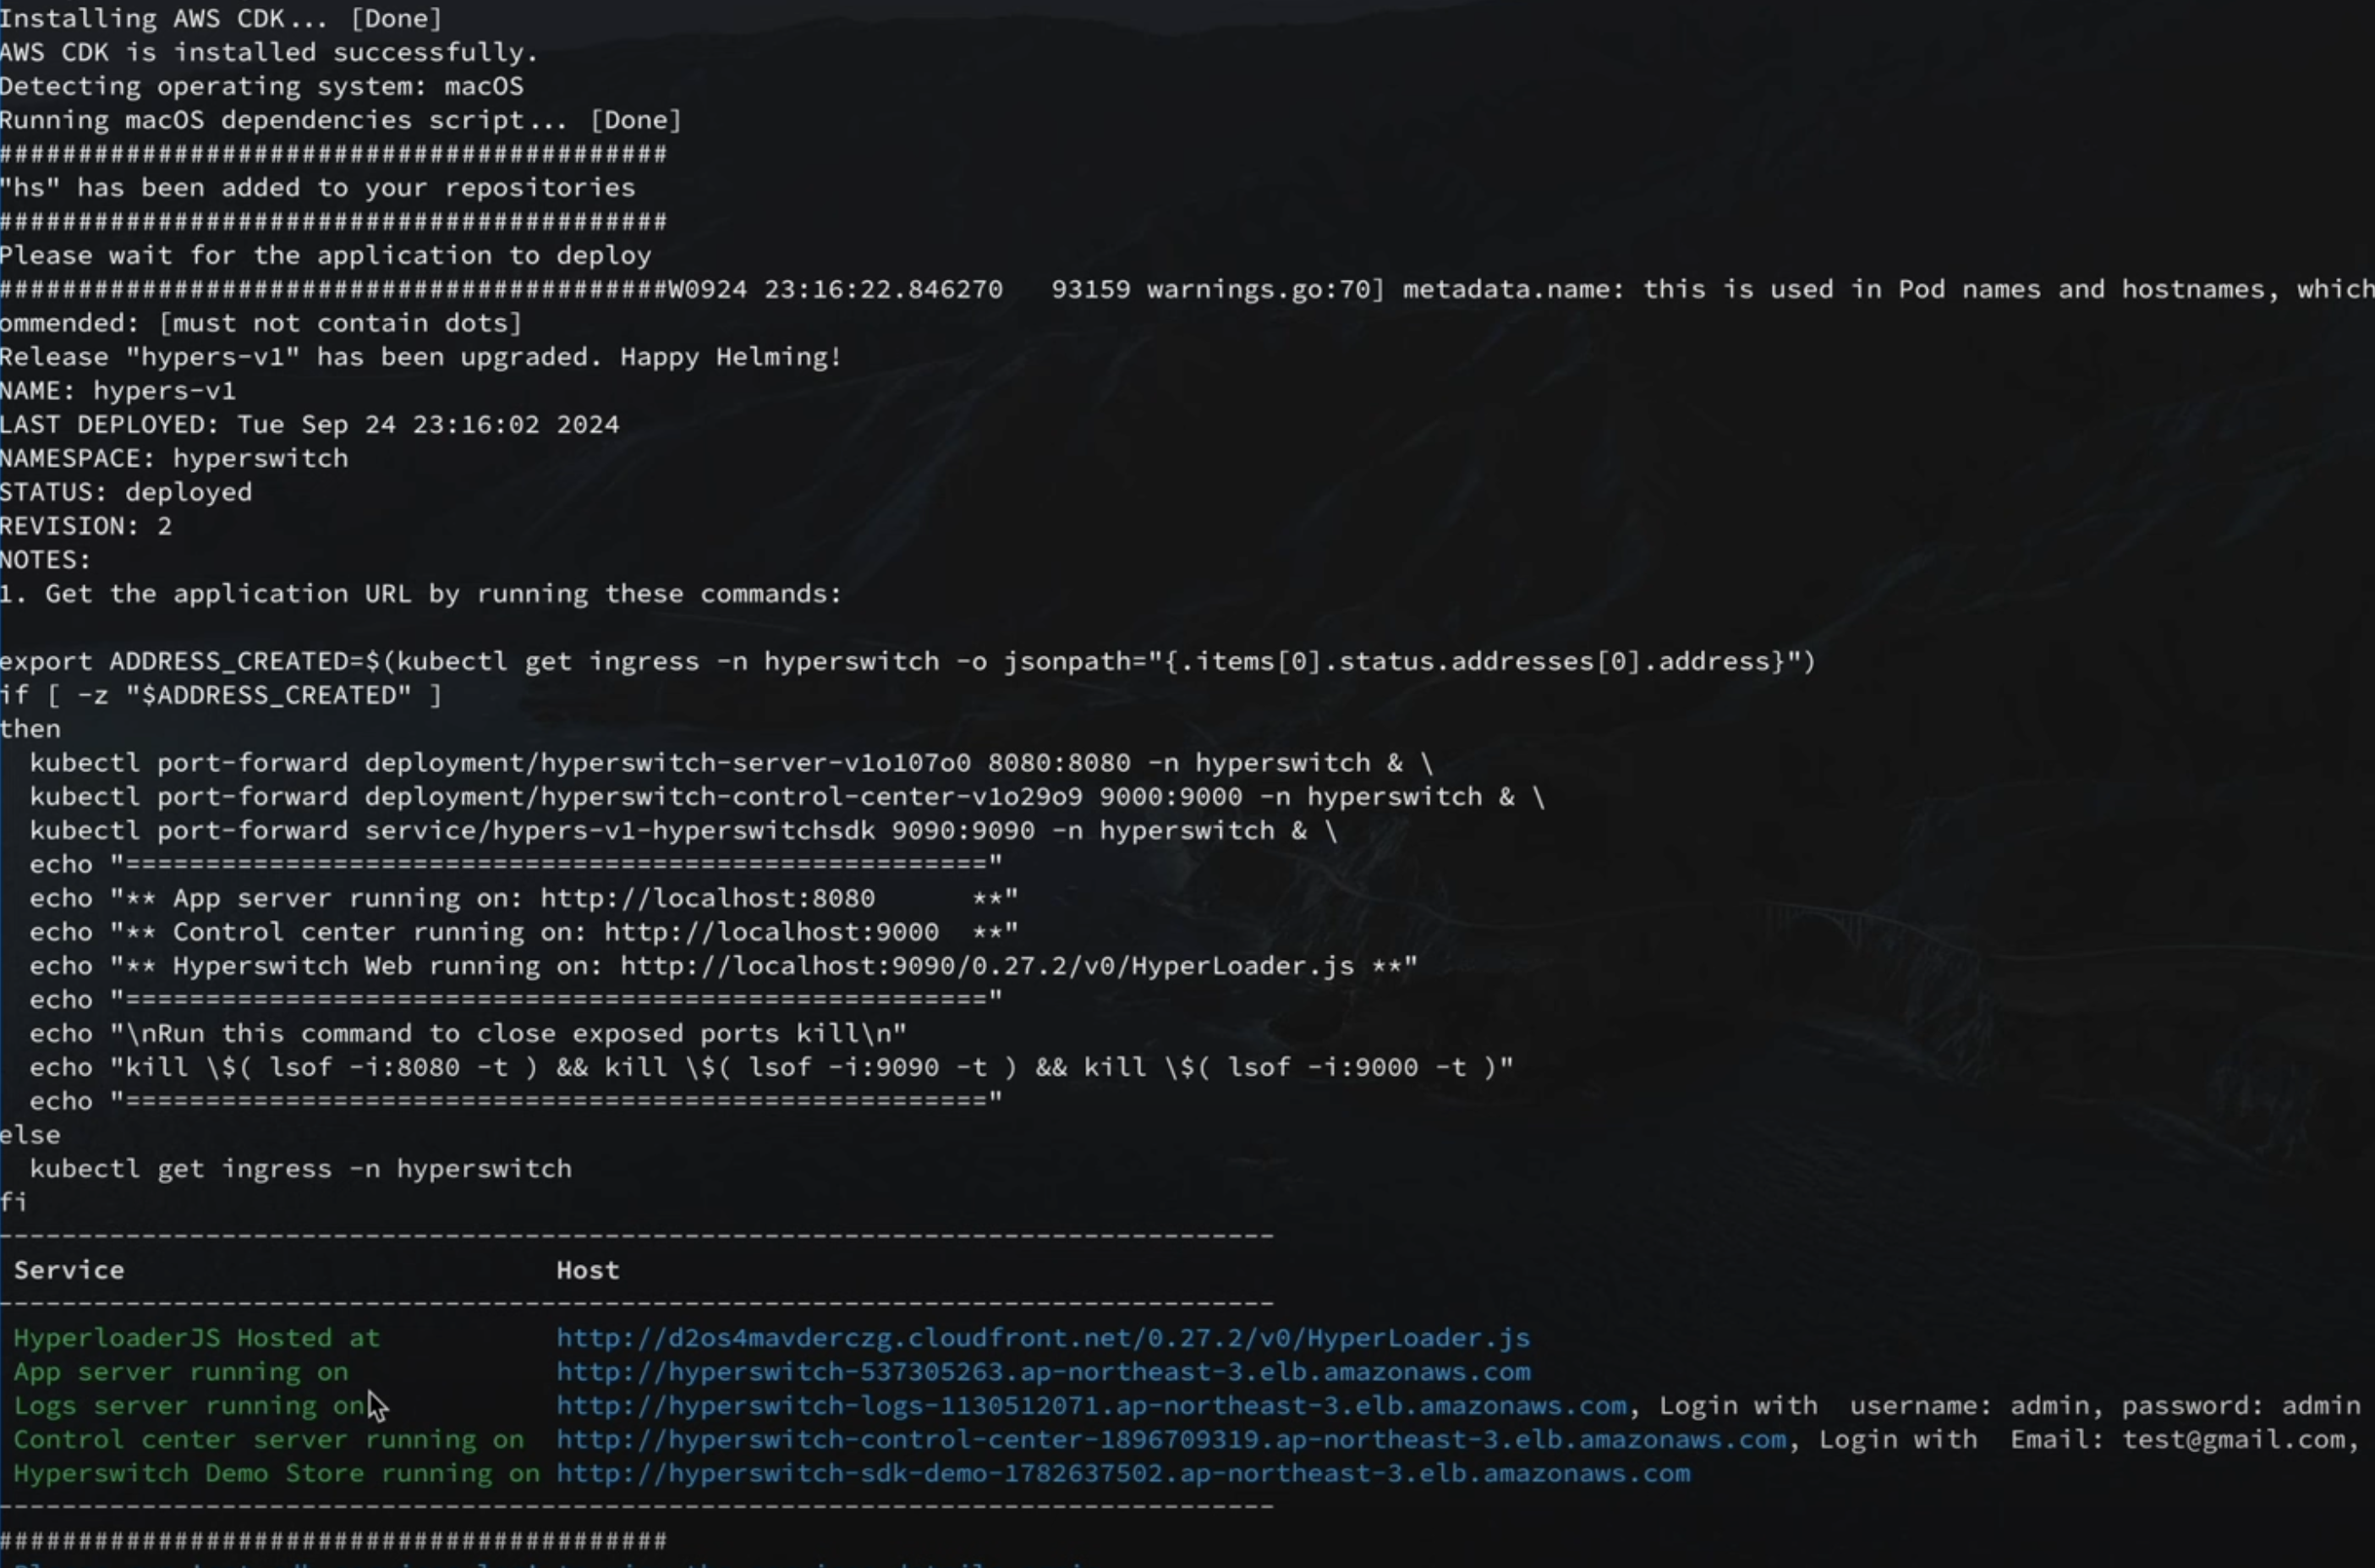 Installing AWS CDK... [Done]
AWS CDK is installed successfully.
Detecting operating system: macOS
Running macOS dependencies script... [Done]
##########################################
"hs" has been added to your repositories
##########################################
Please wait for the application to deploy
##########################################W0924 23:16:22.846270   93159 warnings.go:70] metadata.name: this is used in Pod names and hostnames, which
ommended: [must not contain dots]
Release "hypers-v1" has been upgraded. Happy Helming!
NAME: hypers-v1
LAST DEPLOYED: Tue Sep 24 23:16:02 2024
NAMESPACE: hyperswitch
STATUS: deployed
REVISION: 2
NOTES:
1. Get the application URL by running these commands:
export ADDRESS_CREATED=$(kubectl get ingress -n hyperswitch -o jsonpath="{.items[0].status.addresses[0].address}")
if [ -z "$ADDRESS_CREATED" ]
then
  kubectl port-forward deployment/hyperswitch-server-v1o107o0 8080:8080 -n hyperswitch & \
  kubectl port-forward deployment/hyperswitch-control-center-v1o29o9 9000:9000 -n hyperswitch & \
  kubectl port-forward service/hypers-v1-hyperswitchsdk 9090:9090 -n hyperswitch & \
  echo "======================================================"
  echo "** App server running on: http://localhost:8080      **"
  echo "** Control center running on: http://localhost:9000  **"
  echo "** Hyperswitch Web running on: http://localhost:9090/0.27.2/v0/HyperLoader.js **"
  echo "======================================================"
  echo "\nRun this command to close exposed ports kill\n"
  echo "kill \$( lsof -i:8080 -t ) && kill \$( lsof -i:9090 -t ) && kill \$( lsof -i:9000 -t )"
  echo "======================================================"
else
  kubectl get ingress -n hyperswitch
fi
--------------------------------------------------------------------------------
Service                           Host
--------------------------------------------------------------------------------
HyperloaderJS Hosted at           http://d2os4mavderczg.cloudfront.net/0.27.2/v0/HyperLoader.js
App server running on             http://hyperswitch-537305263.ap-northeast-3.elb.amazonaws.com
Logs server running on            http://hyperswitch-logs-1130512071.ap-northeast-3.elb.amazonaws.com, Login with  username: admin, password: admin
Control center server running on  http://hyperswitch-control-center-1896709319.ap-northeast-3.elb.amazonaws.com, Login with  Email: test@gmail.com,
Hyperswitch Demo Store running on http://hyperswitch-sdk-demo-1782637502.ap-northeast-3.elb.amazonaws.com
--------------------------------------------------------------------------------
##########################################